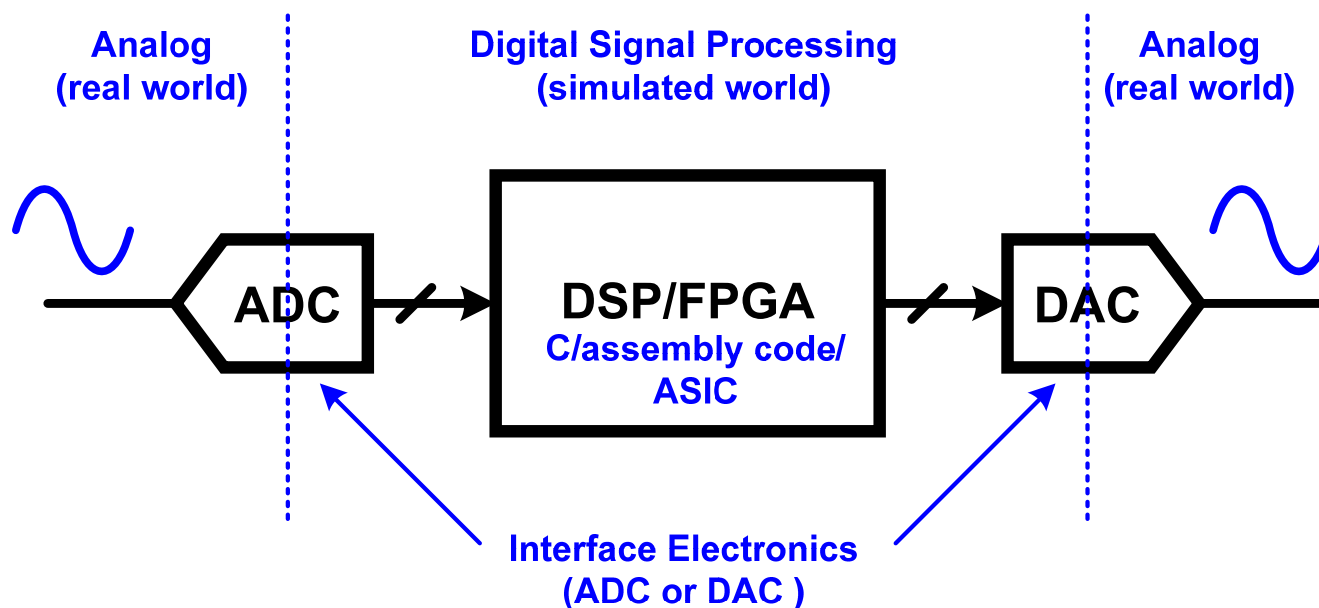 Analog
(real world)
Digital Signal Processing
(simulated world)
Analog
(real world)
ADC
DSP/FPGA
C/assembly code/
ASIC
DAC
Interface Electronics
(ADC or DAC )